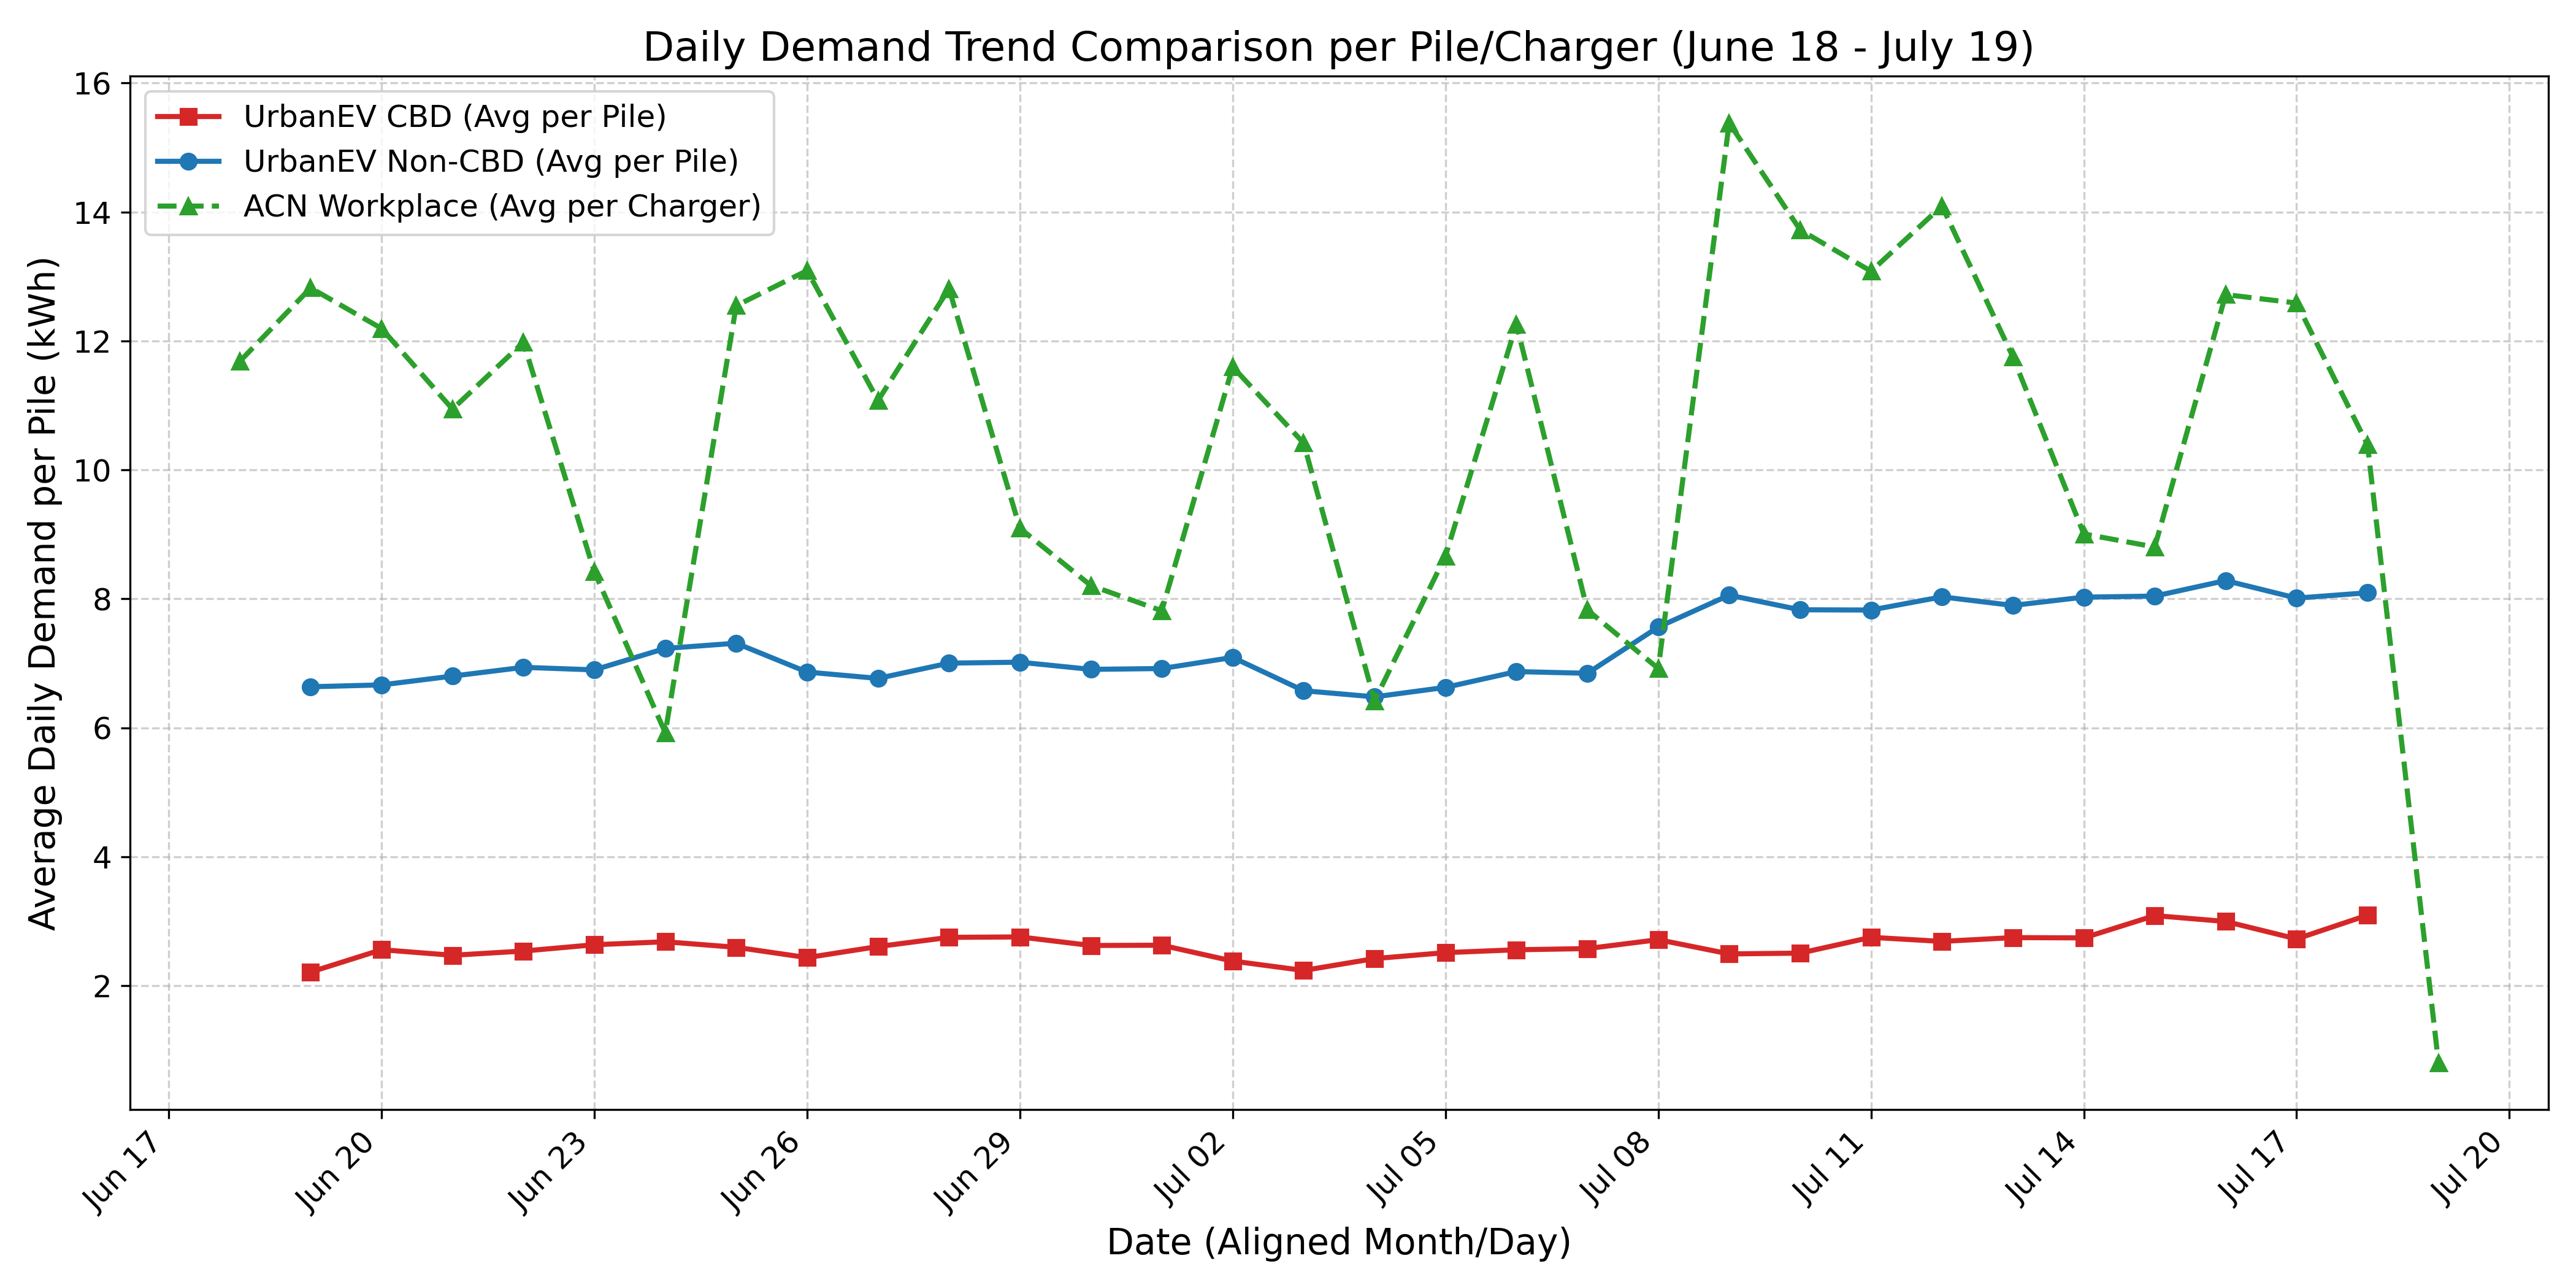 Daily Demand Trend Comparison per Pile/Charger (June 18 - July 19)
UrbanEV CBD (Avg per Pile)
UrbanEV Non-CBD (Avg per Pile)
ACN Workplace (Avg per Charger)
Average Daily Demand per Pile (kWh)
16
14
12
10
8
6
4
2
Jun 17
Jun 20
Jun 23
Jun 26
Jun 29
Jul 02
Jul 05
Jul 08
Jul 11
Jul 14
Jul 17
Jul 20
Date (Aligned Month/Day)